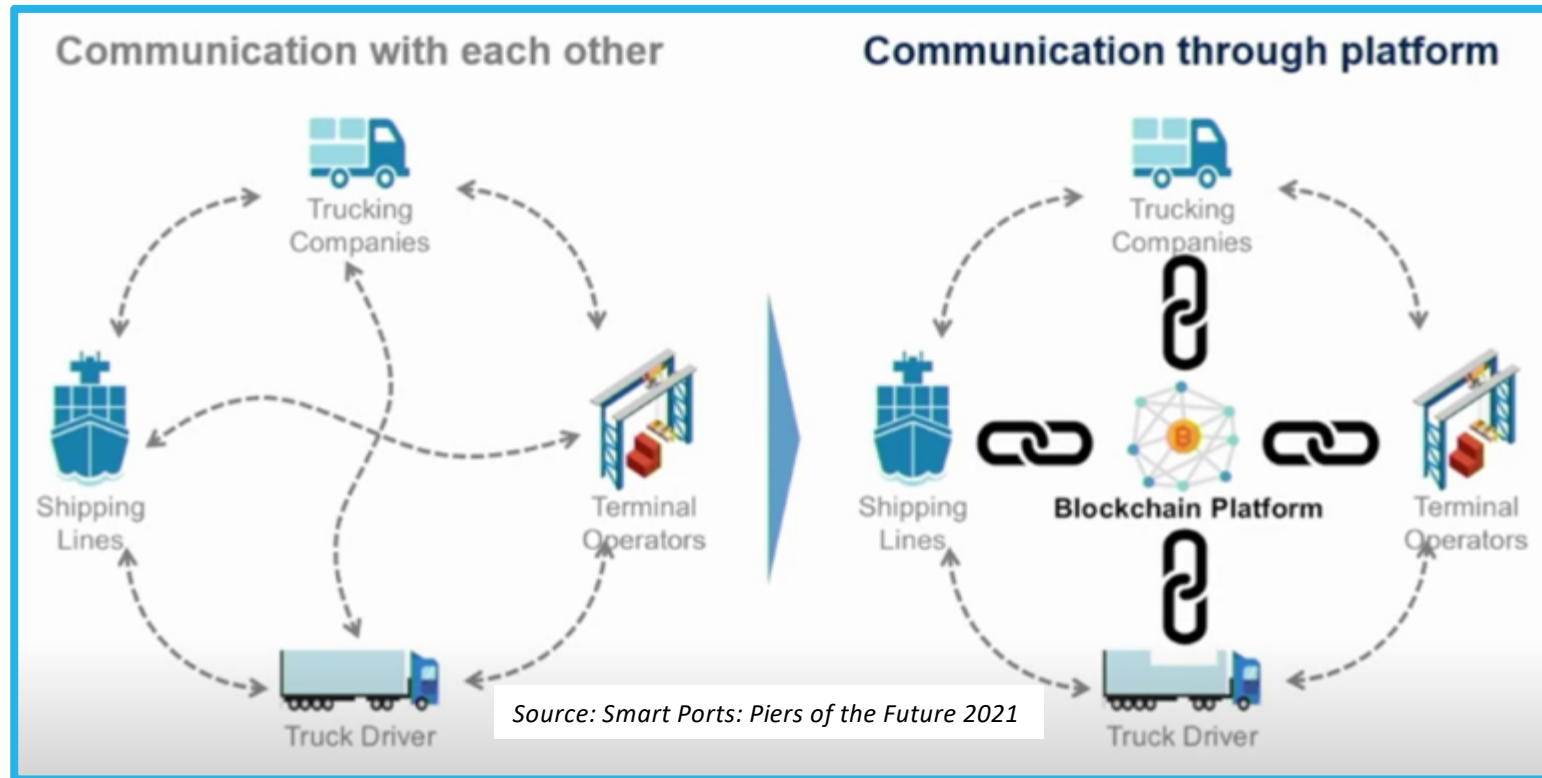 Communication with each other
Trucking
Companies
Shipping
Lines
Terminal
Operators
Truck Driver
Communication through platform
Trucking
Companies
Shipping
Lines
B
Blockchain Platform
Terminal
Operators
Truck Driver
Source: Smart Ports: Piers of the Future 2021